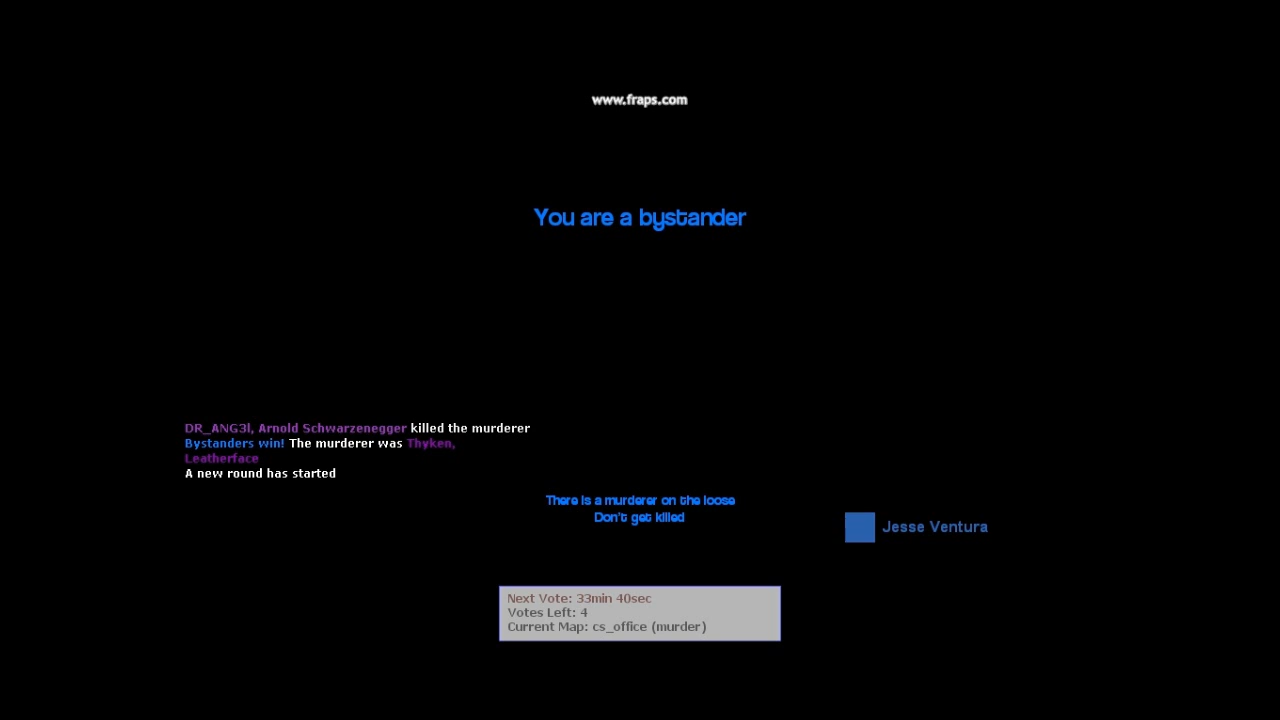 www.fraps.com
You are a bystander
DR_ANG3l, Arnold Schwarzenegger killed the murderer
Bystanders win! The murderer was Thyken,
Leatherface
A new round has started
There is a murderer on the loose
Don't get killed
Jesse Ventura
Next Vote: 33min 40sec
Votes Left: 4
Current Map: cs_office (murder)